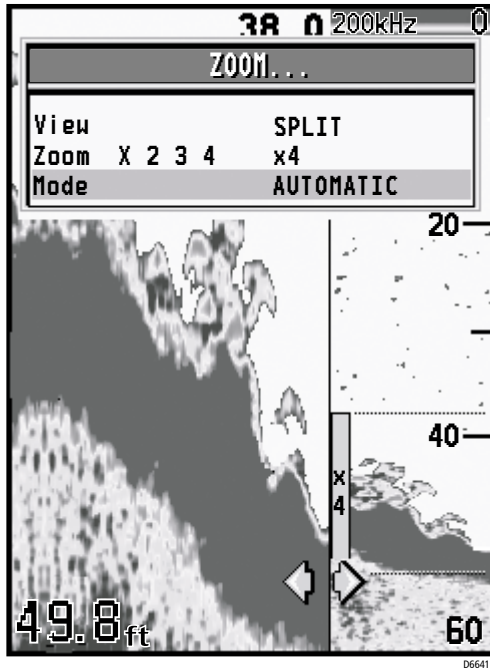 200kHz 0
ZOOM...
View SPLIT
Zoom X 2 3 4 x4
Mode AUTOMATIC
20
40
x
4
49.8ft
60
D6641